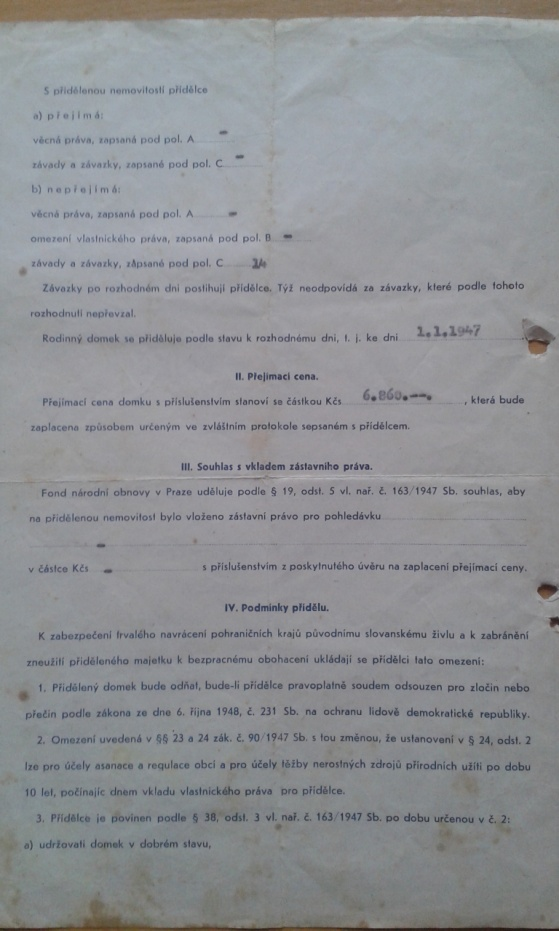 S přidělenou nemovitostí přídělce
a) přejímá:
věcná práva, zapsaná pod pol. A -
závady a závazky, zapsané pod pol. C -
b) nepřejímá:
věcná práva, zapsaná pod pol. A -
omezení vlastnického práva, zapsaná pod pol. B -
závady a závazky, zapsané pod pol. C
Závazky po rozhodném dni postihují přídělce. Týž neodpovídá za závazky, které podle tohoto
rozhodnutí nepřevzal.
Rodinný domek se přiděluje podle stavu k rozhodnému dni, t. j. ke dni 1.1.1947
II. Přejímací cena.
Přejímací cena domku s příslušenstvím stanoví se částkou Kčs 6.860.--. , která bude
zaplacena způsobem určeným ve zvláštním protokole sepsaném s přídělcem.
III. Souhlas s vkladem zástavního práva.
Fond národní obnovy v Praze uděluje podle § 19, odst. 5 vl. nař. č. 163/1947 Sb. souhlas, aby
na přidělenou nemovitost bylo vloženo zástavní právo pro pohledávku
-
v částce Kčs - s příslušenstvím z poskytnutého úvěru na zaplacení přejímací ceny.
IV. Podmínky přídělu.
K zabezpečení trvalého navrácení pohraničních krajů původnímu slovanskému živlu a k zabránění
zneužití přiděleného majetku k bezpracnému obohacení ukládají se přídělci tato omezení:
1. Přidělený domek bude odňat, bude-li přídělce pravoplatně soudem odsouzen pro zločin nebo
přečin podle zákona ze dne 6. října 1948, č. 231 Sb. na ochranu lidově demokratické republiky.
2. Omezení uvedená v §§ 23 a 24 zák. č. 90/1947 Sb. s tou změnou, že ustanovení v § 24, odst. 2
lze pro účely asanace a regulace obcí a pro účely těžby nerostných zdrojů přírodních užíti po dobu
10 let, počínajíc dnem vkladu vlastnického práva pro přídělce.
3. Přídělce je povinen podle § 38, odst. 3 vl. nař. č. 163/1947 Sb. po dobu určenou v č. 2:
a) udržovati domek v dobrém stavu,